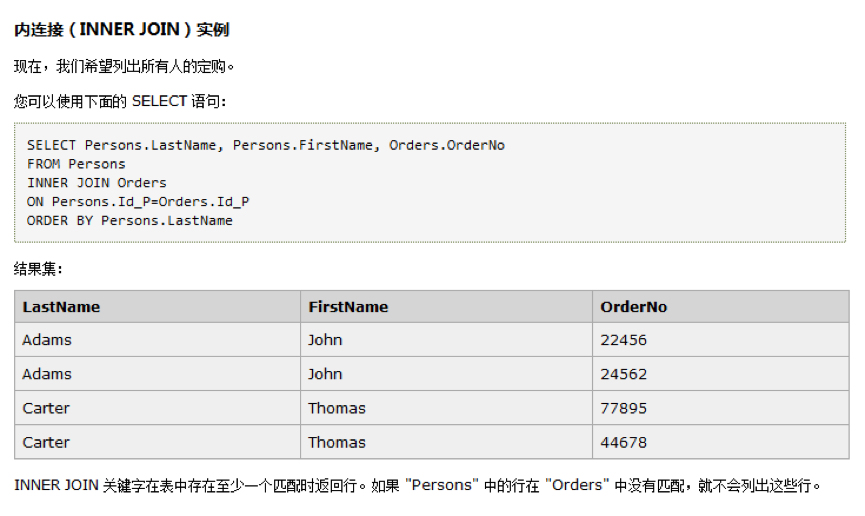 内连接（INNER JOIN）实例
现在，我们希望列出所有人的定购。
您可以使用下面的 SELECT 语句：
SELECT Persons.LastName, Persons.FirstName, Orders.OrderNo
FROM Persons
INNER JOIN Orders
ON Persons.Id_P=Orders.Id_P
ORDER BY Persons.LastName
结果集：
LastName FirstName OrderNo
Adams John 22456
Adams John 24562
Carter Thomas 77895
Carter Thomas 44678
INNER JOIN 关键字在表中存在至少一个匹配时返回行。如果 "Persons" 中的行在 "Orders" 中没有匹配，就不会列出这些行。